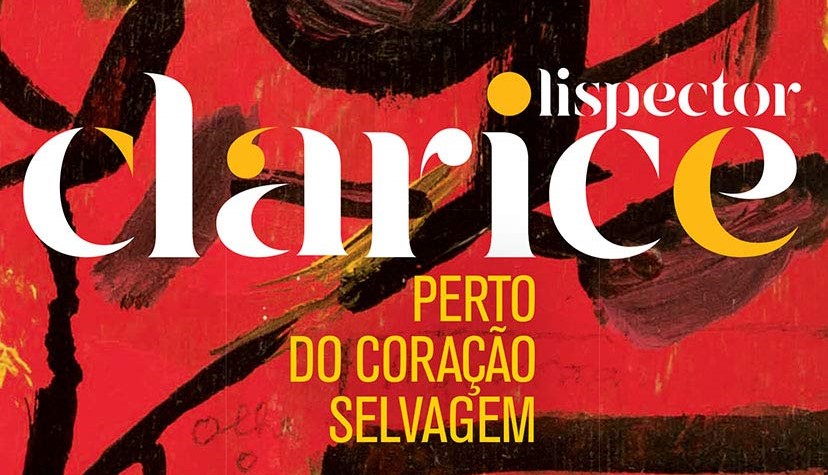 lispector
clarice
PERTO
DO CORAÇÃO
SELVAGEM